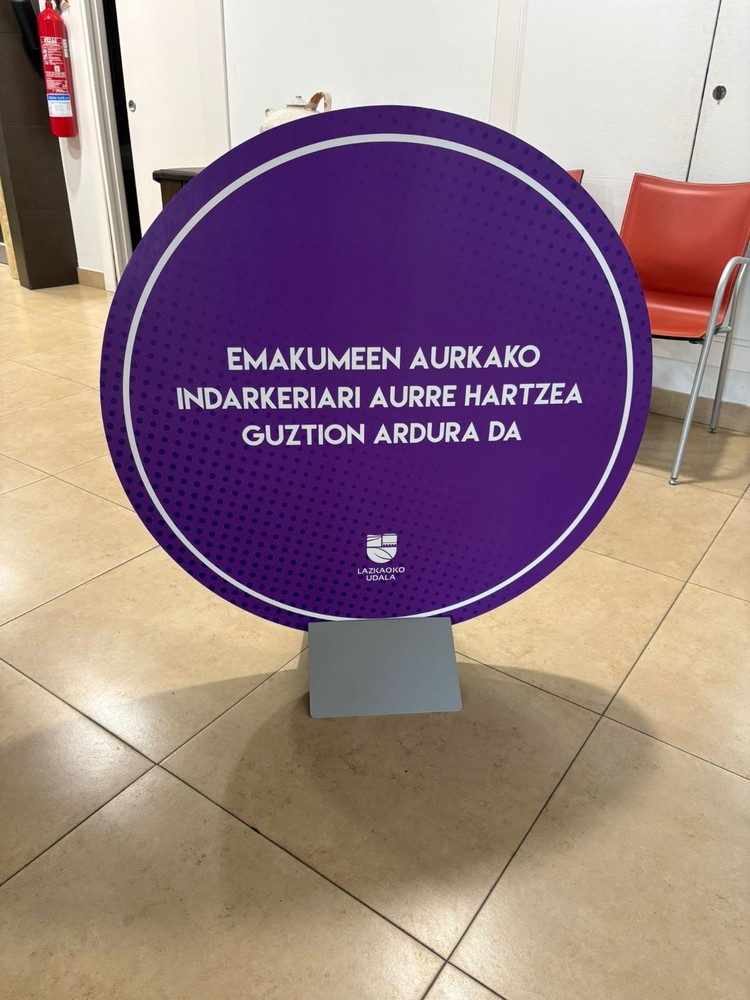 EMAKUMEEN AURKAKO
INDARKERIARI AURRE HARTZEA
GUZTION ARDURA DA
LAZKAOKO
UDALA